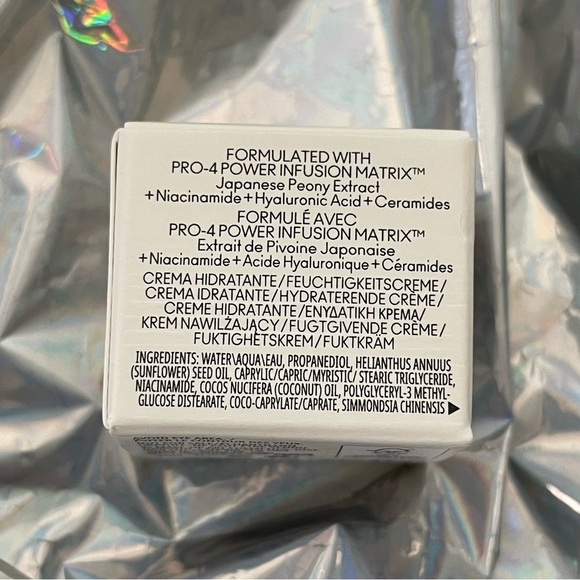 FORMULATED WITH
PRO-4 POWER INFUSION MATRIX™
Japanese Peony Extract
+Niacinamide+Hyaluronic Acid+Ceramides
FORMULÉ AVEC
PRO-4 POWER INFUSION MATRIX™
Extrait de Pivoine Japonaise
+Niacinamide+Acide Hyaluronique+Céramides
CREMA HIDRATANTE/FEUCHTIGKEITSCREME/
CREMA IDRATANTE/HYDRATERENDE CRÈME/
CREME HIDRATANTE/ΕΝΥΔΑΤΙΚΗ ΚΡΕΜΑ/
KREM NAWILŻAJĄCY/FUGTGIVENDE CRÈME/
FUKTIGHETSKREM/FUKTKRÄM
INGREDIENTS: WATER\AQUA\EAU, PROPANEDIOL, HELIANTHUS ANNUUS
(SUNFLOWER) SEED OIL, CAPRYLIC/CAPRIC/MYRISTIC/ STEARIC TRIGLYCERIDE,
NIACINAMIDE, COCOS NUCIFERA (COCONUT) OIL, POLYGLYCERYL-3 METHYL-
GLUCOSE DISTEARATE, COCO-CAPRYLATE/CAPRATE, SIMMONDSIA CHINENSIS ▶